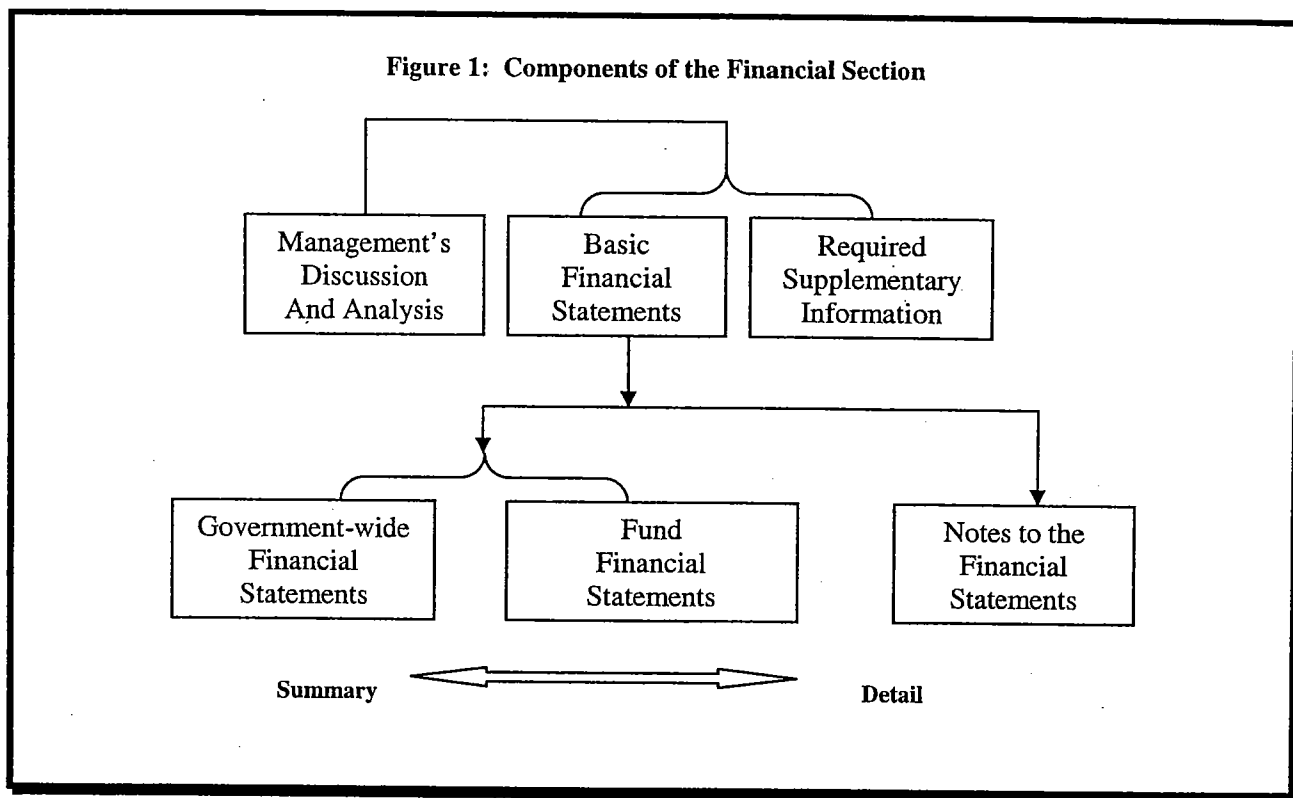 Figure 1: Components of the Financial Section
Management's
Discussion
And Analysis
Basic
Financial
Statements
Required
Supplementary
Information
Government-wide
Financial
Statements
Fund
Financial
Statements
Notes to the
Financial
Statements
Summary
Detail